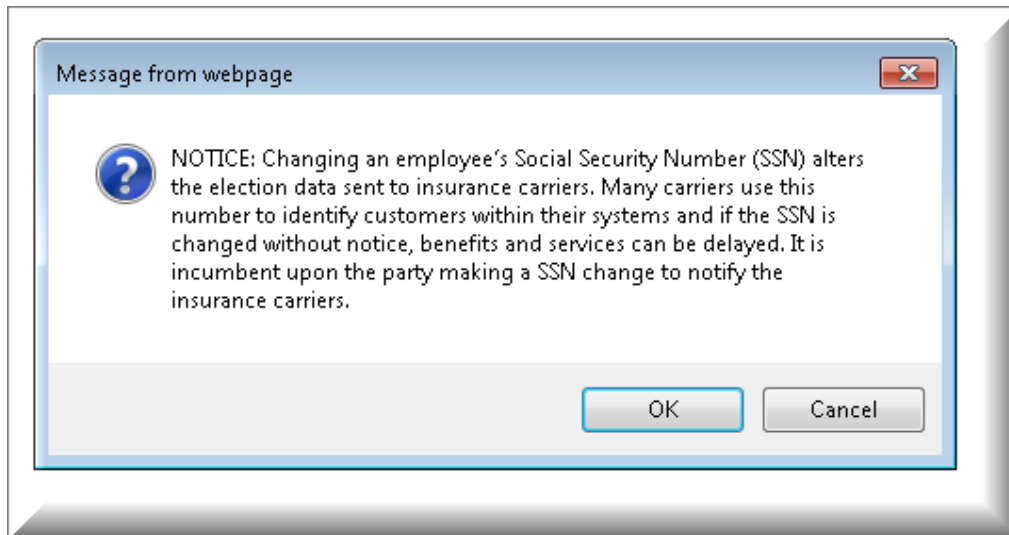 Message from webpage
NOTICE: Changing an employee's Social Security Number (SSN) alters
the election data sent to insurance carriers. Many carriers use this
number to identify customers within their systems and if the SSN is
changed without notice, benefits and services can be delayed. It is
incumbent upon the party making a SSN change to notify the
insurance carriers.
OK
Cancel